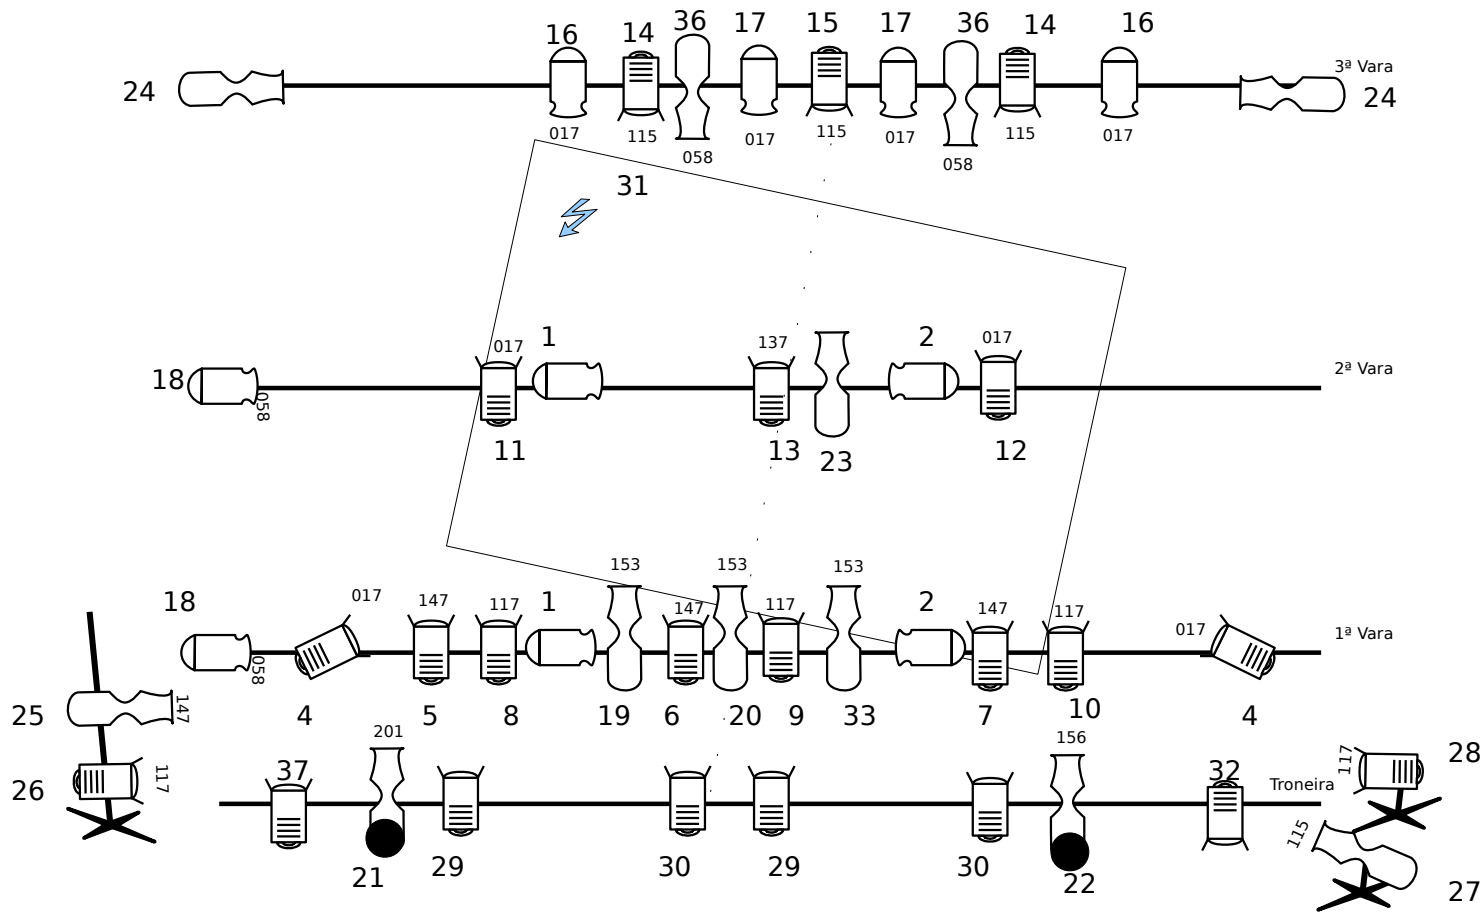 16 14 36 17 15 17 36 14 16
3ª Vara
24 24
017 115 058 017 115 017 058 115 017
31
1 2
017 137 017
2ª Vara
18
058
11 13 23 12
153 153 153
18 017 147 117 1 147 117 2 147 117 017
1ª Vara
058
25 147
4 5 8 19 6 20 9 33 7 10 4
201 156
26 117
37 32 Troneira 117 28
115
21 29 30 29 30 22 27